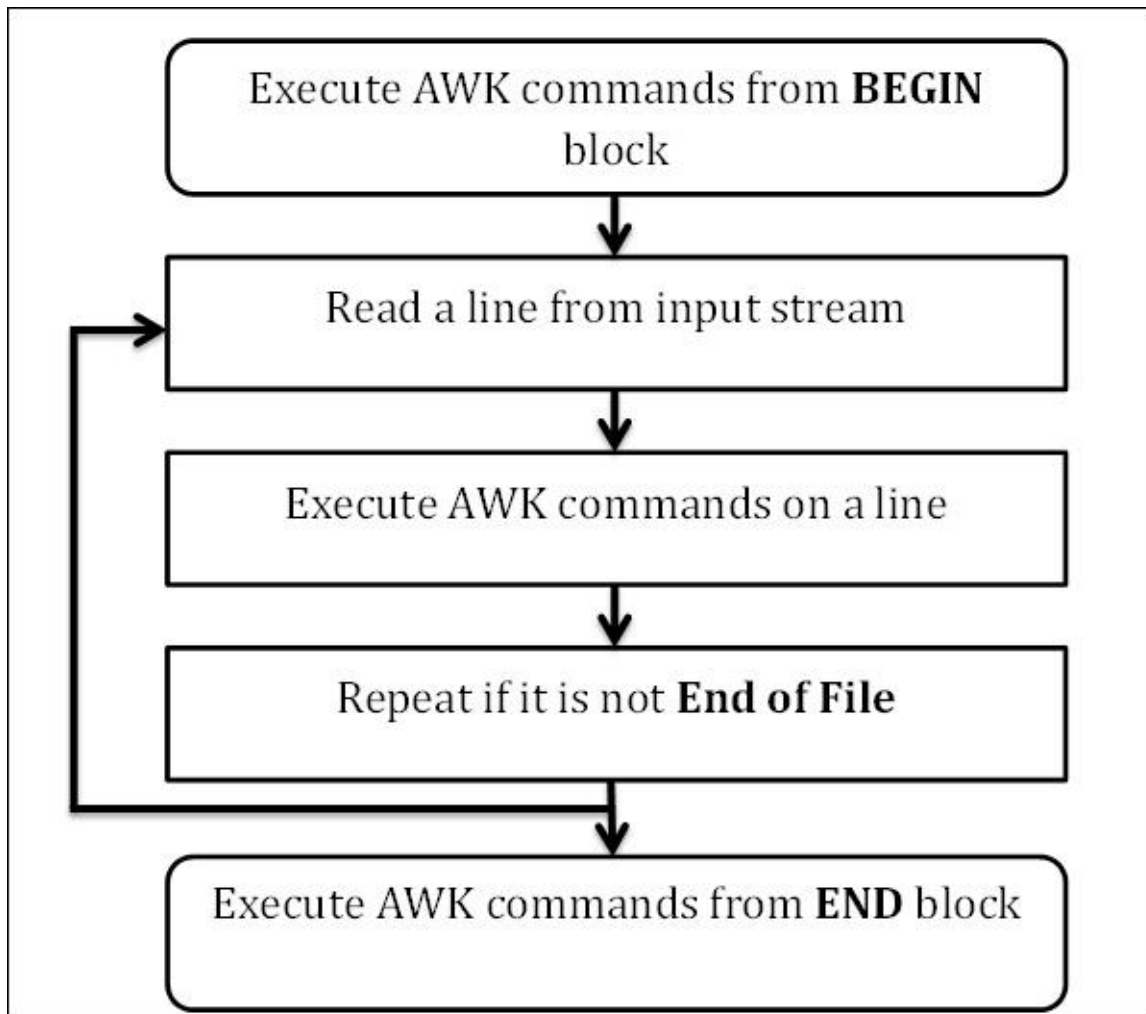 Execute AWK commands from BEGIN
block
Read a line from input stream
Execute AWK commands on a line
Repeat if it is not End of File
Execute AWK commands from END block